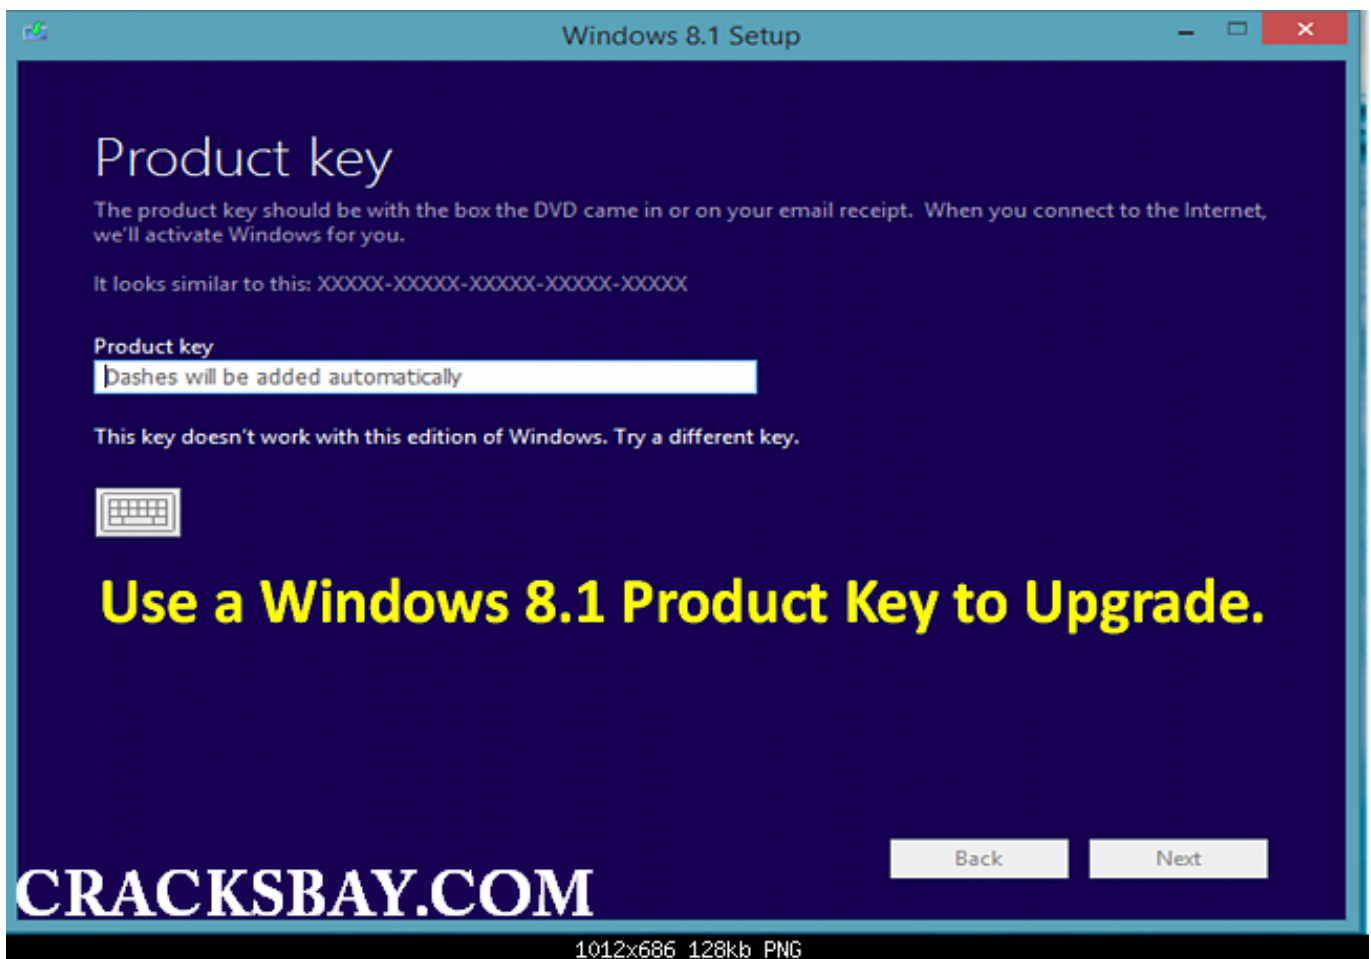 Windows 8.1 Setup
Product key
The product key should be with the box the DVD came in or on your email receipt.  When you connect to the Internet,
we'll activate Windows for you.
It looks similar to this: XXXXX-XXXXX-XXXXX-XXXXX-XXXXX
Product key
Dashes will be added automatically
This key doesn't work with this edition of Windows. Try a different key.
Use a Windows 8.1 Product Key to Upgrade.
Back Next
CRACKSBAY.COM
1012x686 128kb PNG